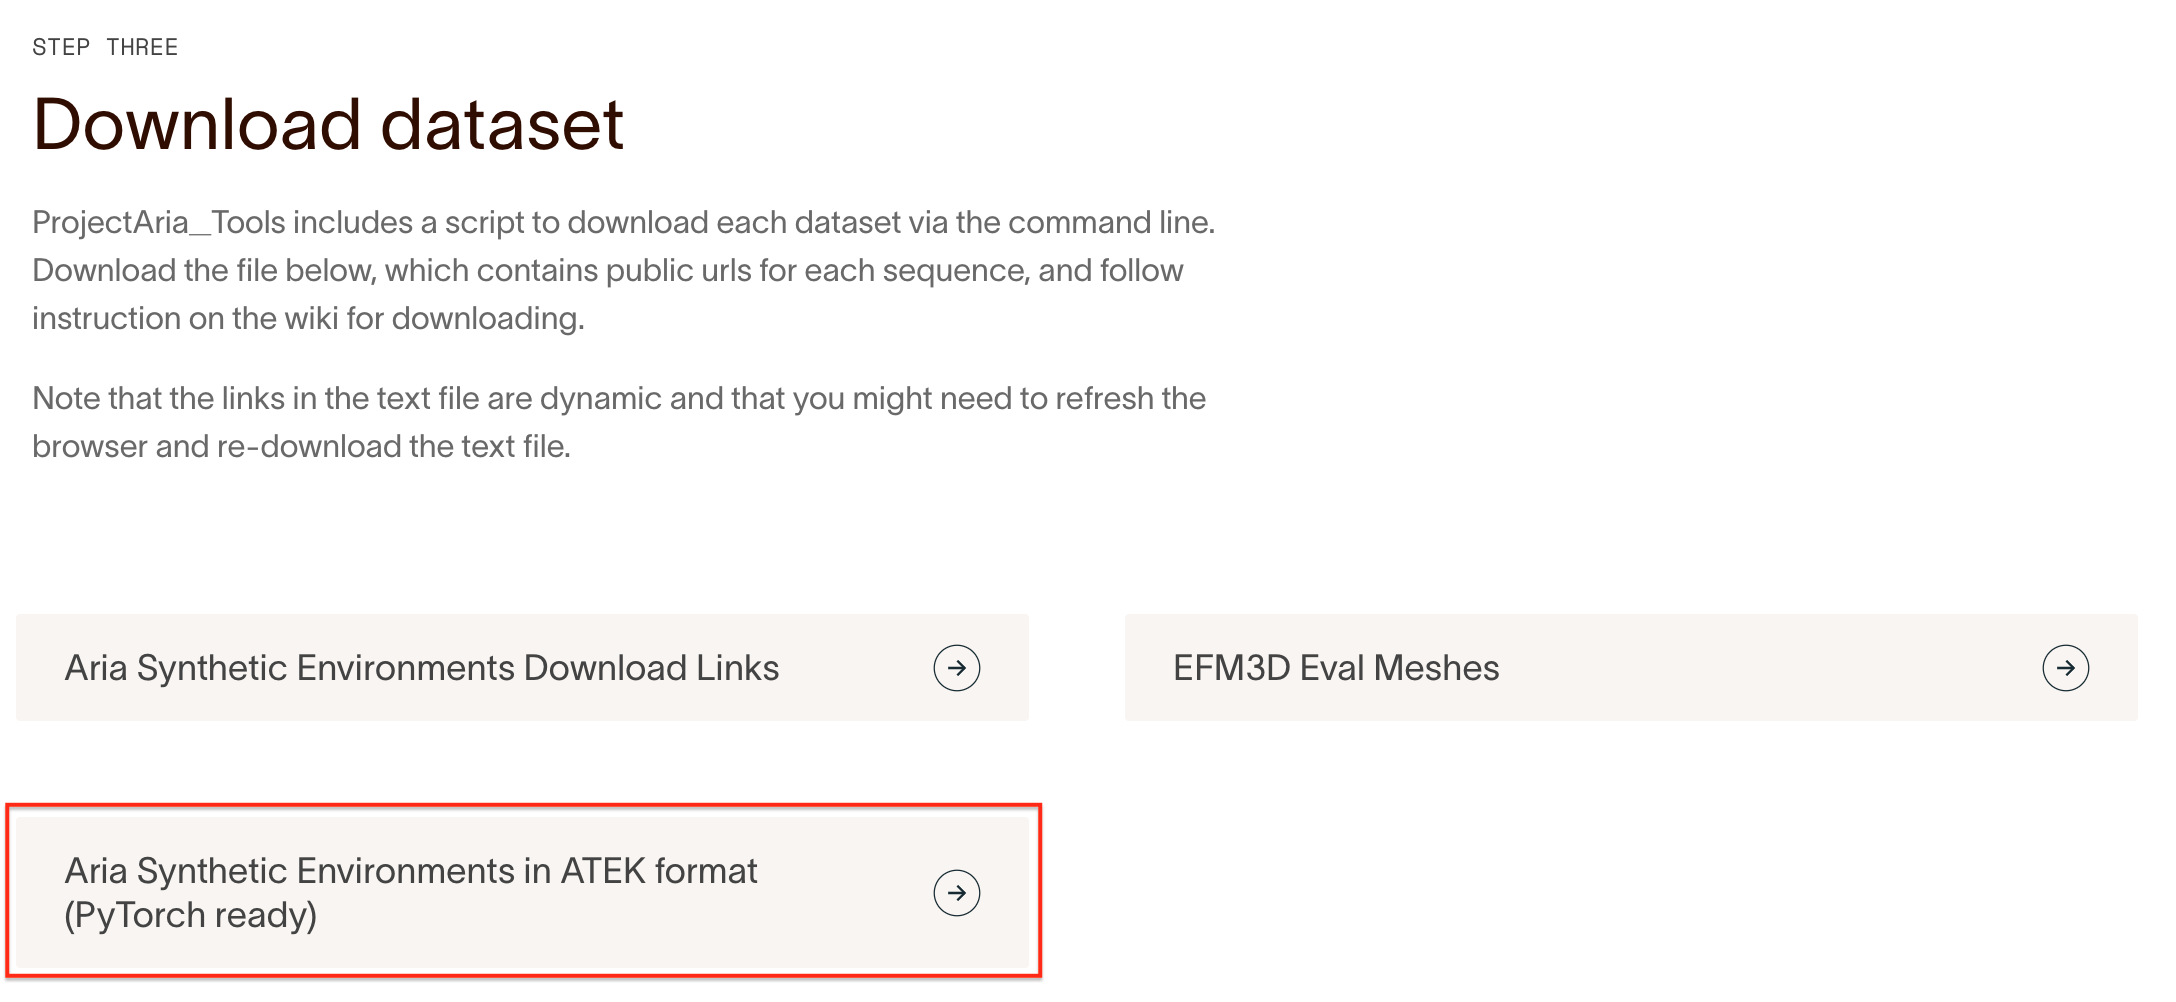 STEP THREE
Download dataset
ProjectAria_Tools includes a script to download each dataset via the command line.
Download the file below, which contains public urls for each sequence, and follow
instruction on the wiki for downloading.
Note that the links in the text file are dynamic and that you might need to refresh the
browser and re-download the text file.
Aria Synthetic Environments Download Links
EFM3D Eval Meshes
Aria Synthetic Environments in ATEK format
(PyTorch ready)